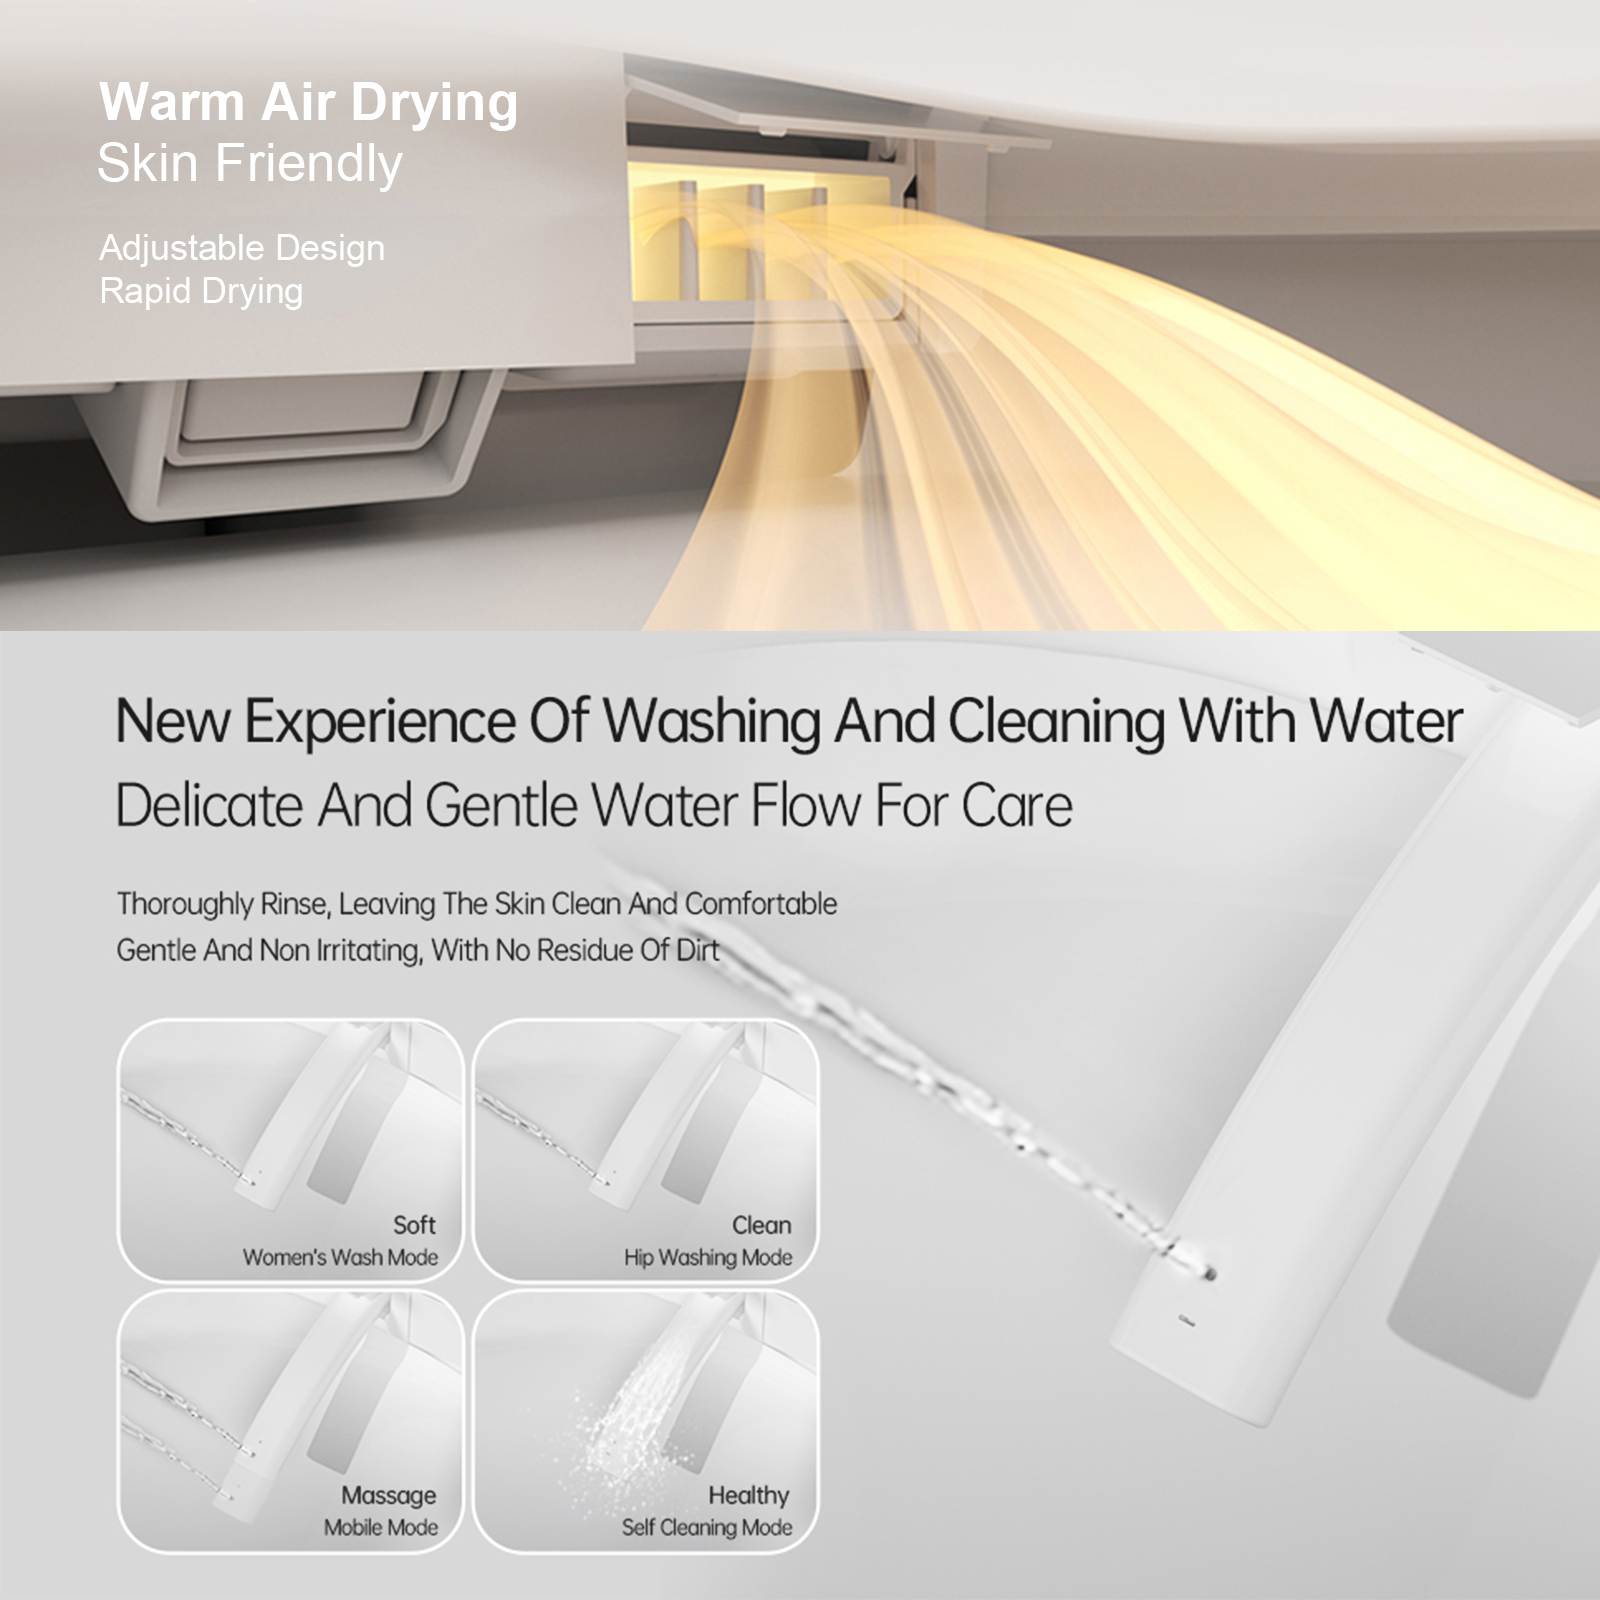 Warm Air Drying
Skin Friendly
Adjustable Design
Rapid Drying
New Experience Of Washing And Cleaning With Water
Delicate And Gentle Water Flow For Care
Thoroughly Rinse, Leaving The Skin Clean And Comfortable
Gentle And Non Irritating, With No Residue Of Dirt
Soft
Women's Wash Mode
Clean
Hip Washing Mode
Massage
Mobile Mode
Healthy
Self Cleaning Mode